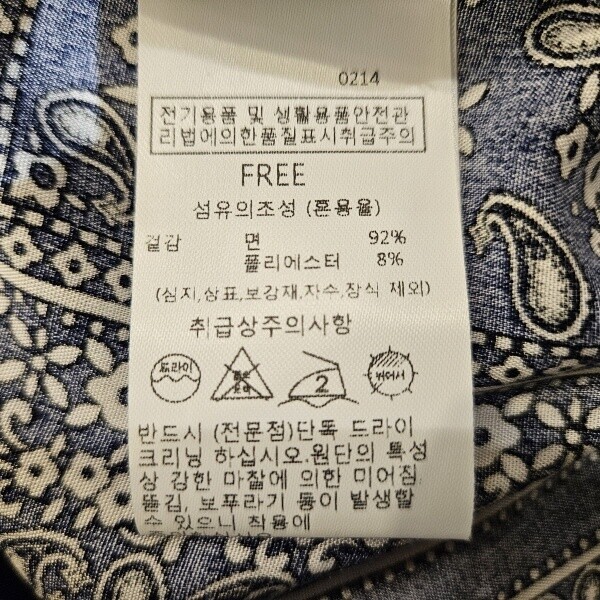 0214
전기용품 및 생활용품안전관
리법에의한품질표시취급주의
FREE
섬유의조성 (혼용율)
겉감 면 92%
폴리에스터 8%
(심지,상표,보강재,자수,장식 제외)
취급상주의사항
드라이
염소
표백
2
뉘어서
반드시 (전문점)단독 드라이
크리닝 하십시오.원단의 특성
상 강한 마찰에 의한 미어짐,
뜯김, 보푸라기 등이 발생할
수 있으니 착용에